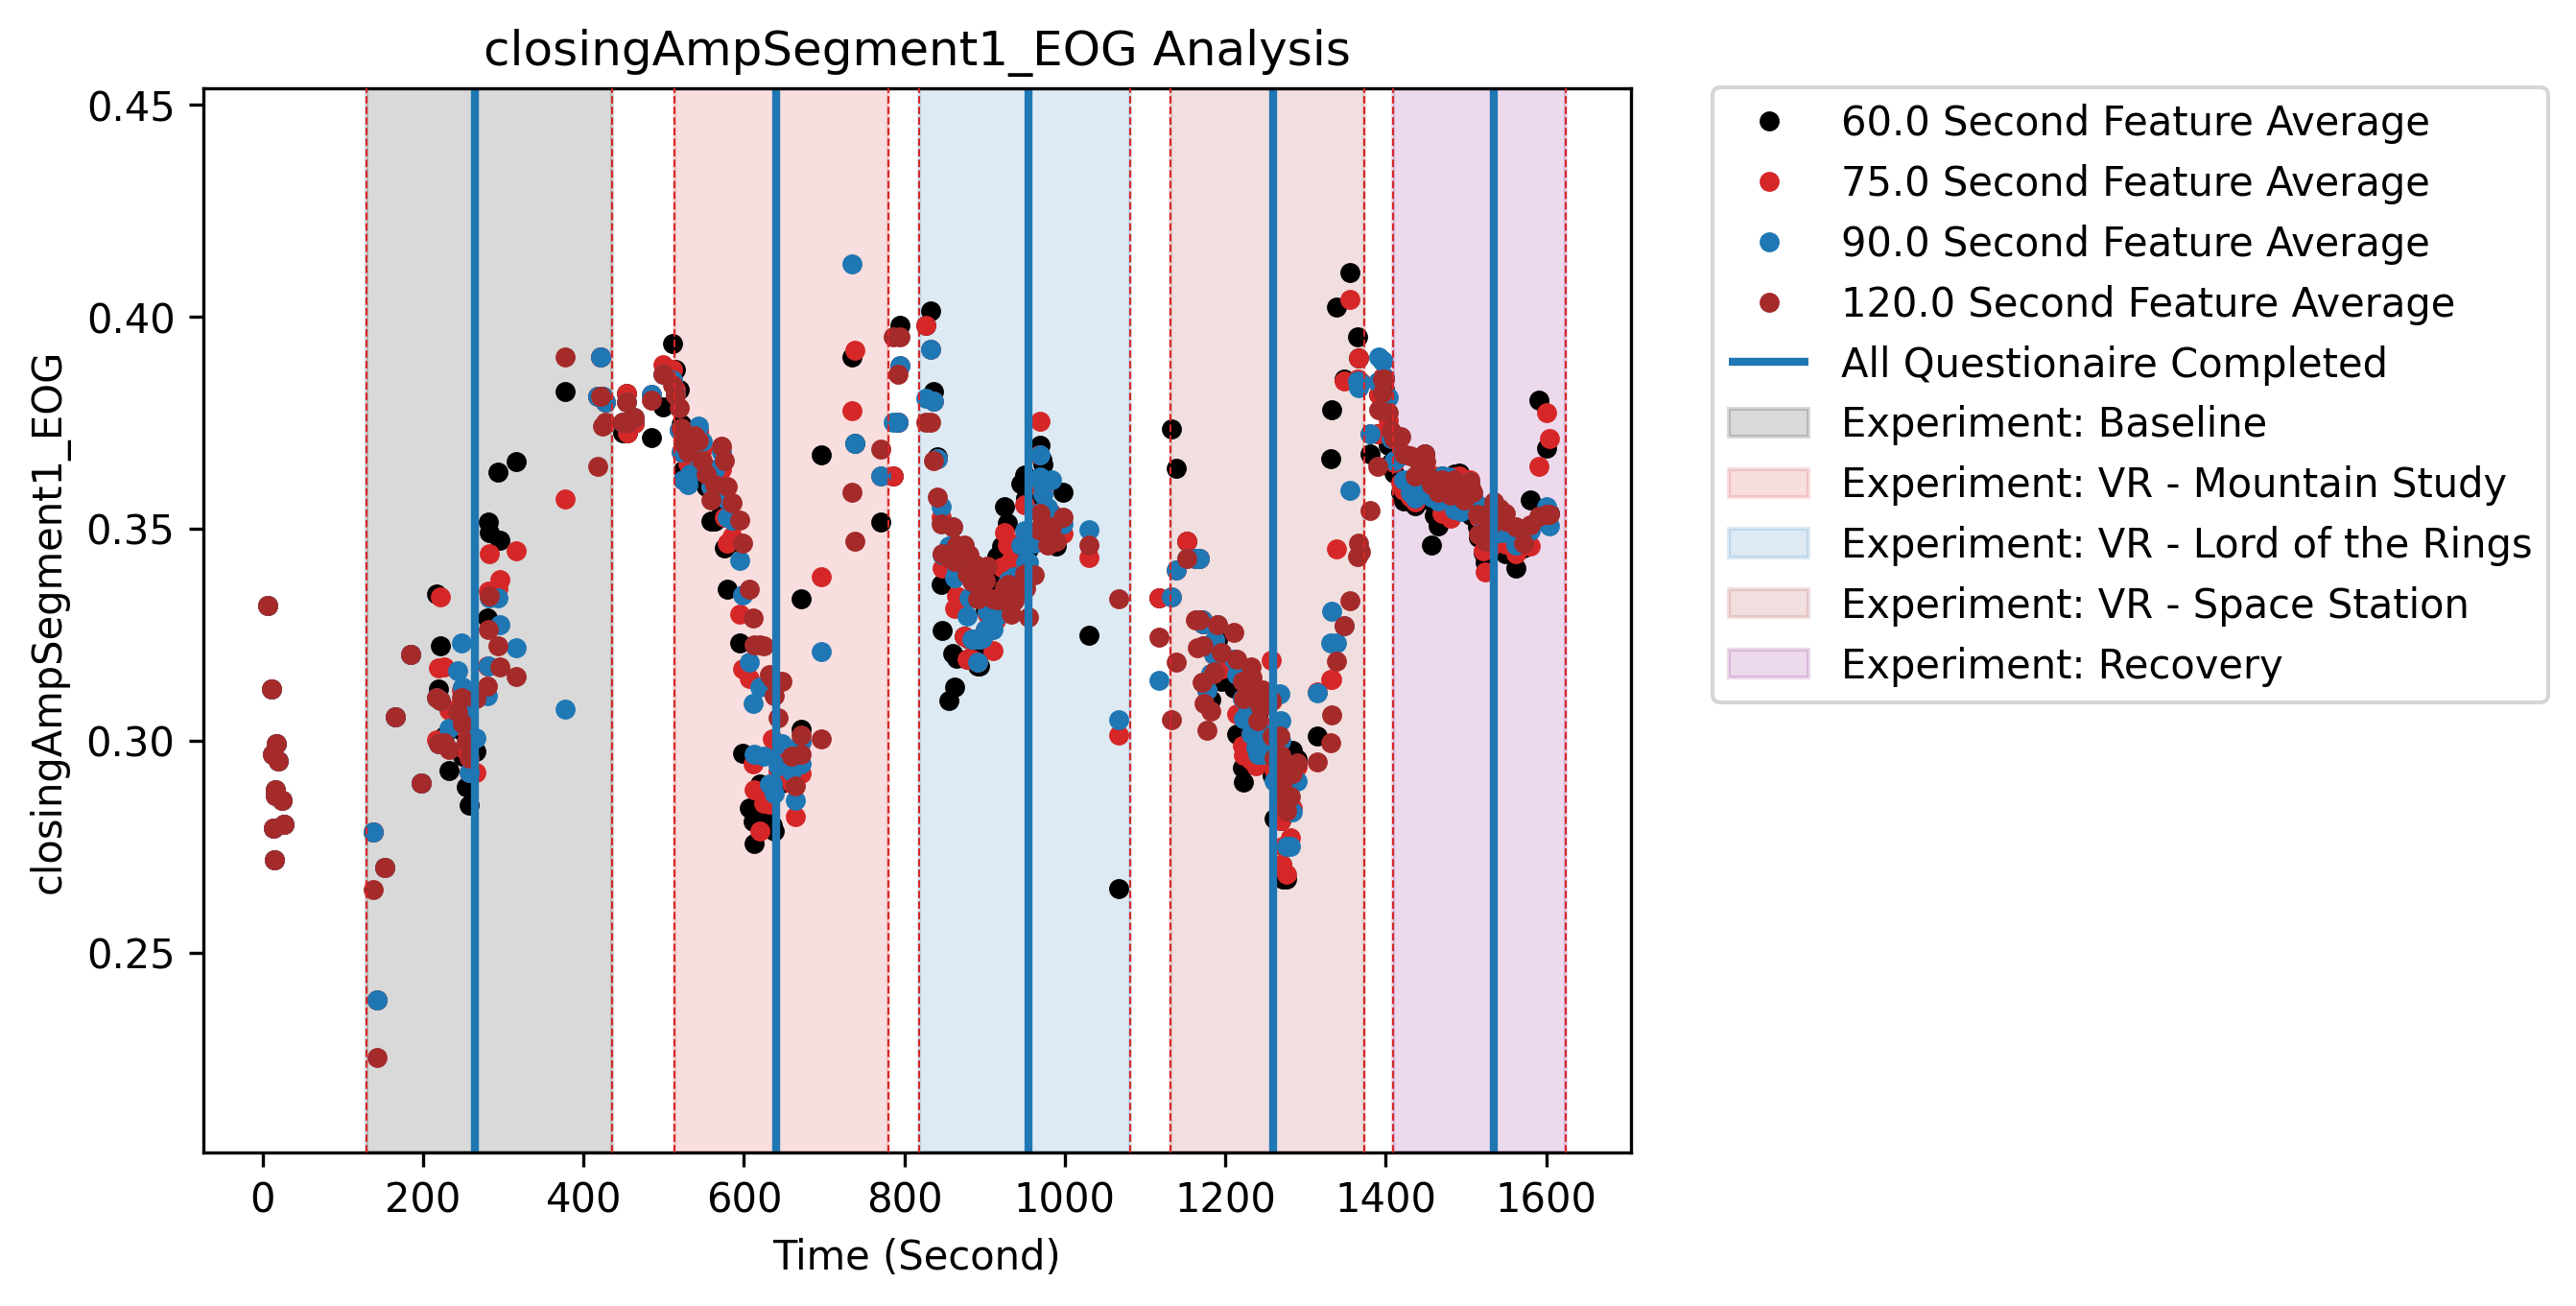 closingAmpSegment1_EOG Analysis
closingAmpSegment1_EOG
0.45
0.40
0.35
0.30
0.25
0 200 400 600 800 1000 1200 1400 1600
Time (Second)
60.0 Second Feature Average
75.0 Second Feature Average
90.0 Second Feature Average
120.0 Second Feature Average
All Questionaire Completed
Experiment: Baseline
Experiment: VR - Mountain Study
Experiment: VR - Lord of the Rings
Experiment: VR - Space Station
Experiment: Recovery